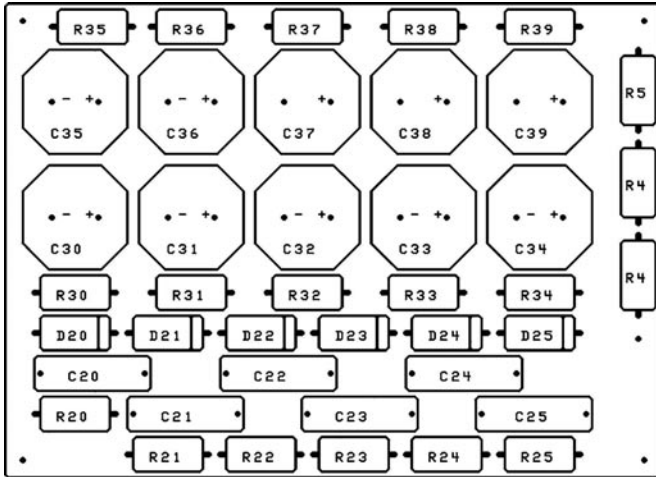 R35 R36 R37 R38 R39
- + - + + + +
R5
C35 C36 C37 C38 C39
R4
- + - + - + - + - +
C30 C31 C32 C33 C34
R4
R30 R31 R32 R33 R34
D20 D21 D22 D23 D24 D25
C20 C22 C24
R20 C21 C23 C25
R21 R22 R23 R24 R25